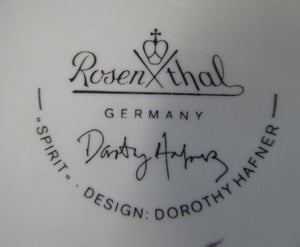 Rosenthal
GERMANY
Dorothy Hafner
"SPIRIT". DESIGN: DOROTHY HAFNER